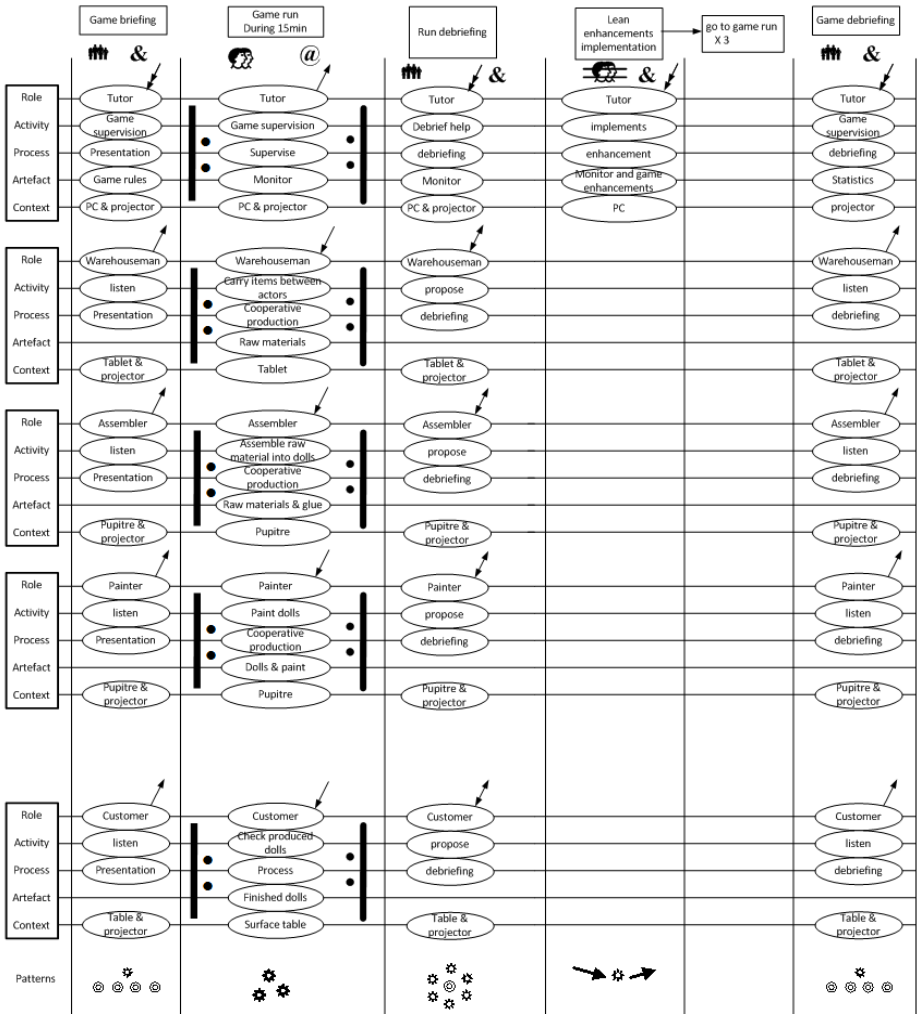 Game briefing
Game run
During 15min
Run debriefing
Lean
enhancements
implementation
go to game run
X 3
Game debriefing
&
@
&
&
&
Role
Tutor
Tutor
Tutor
Tutor
Tutor
Activity
Game
supervision
Game supervision
Debrief help
implements
Game
supervision
Process
Presentation
Supervise
debriefing
enhancement
debriefing
Artefact
Game rules
Monitor
Monitor
Monitor and game
enhancements
Statistics
Context
PC & projector
PC & projector
PC & projector
PC
projector
Role
Warehouseman
Warehouseman
Warehouseman
Warehouseman
Activity
listen
Carry items between
actors
propose
listen
Process
Presentation
Cooperative
production
debriefing
debriefing
Artefact
Raw materials
Context
Tablet &
projector
Tablet
Tablet &
projector
Tablet &
projector
Role
Assembler
Assembler
Assembler
Assembler
Activity
listen
Assemble raw
material into dolls
propose
listen
Process
Presentation
Cooperative
production
debriefing
debriefing
Artefact
Raw materials & glue
Context
Pupitre &
projector
Pupitre
Pupitre &
projector
Pupitre &
projector
Role
Painter
Painter
Painter
Painter
Activity
listen
Paint dolls
propose
listen
Process
Presentation
Cooperative
production
debriefing
debriefing
Artefact
Dolls & paint
Context
Pupitre &
projector
Pupitre
Pupitre &
projector
Pupitre &
projector
Role
Customer
Customer
Customer
Customer
Activity
listen
Check produced
dolls
propose
listen
Process
Presentation
Process
debriefing
debriefing
Artefact
Finished dolls
Context
Table &
projector
Surface table
Table &
projector
Table &
projector
Patterns